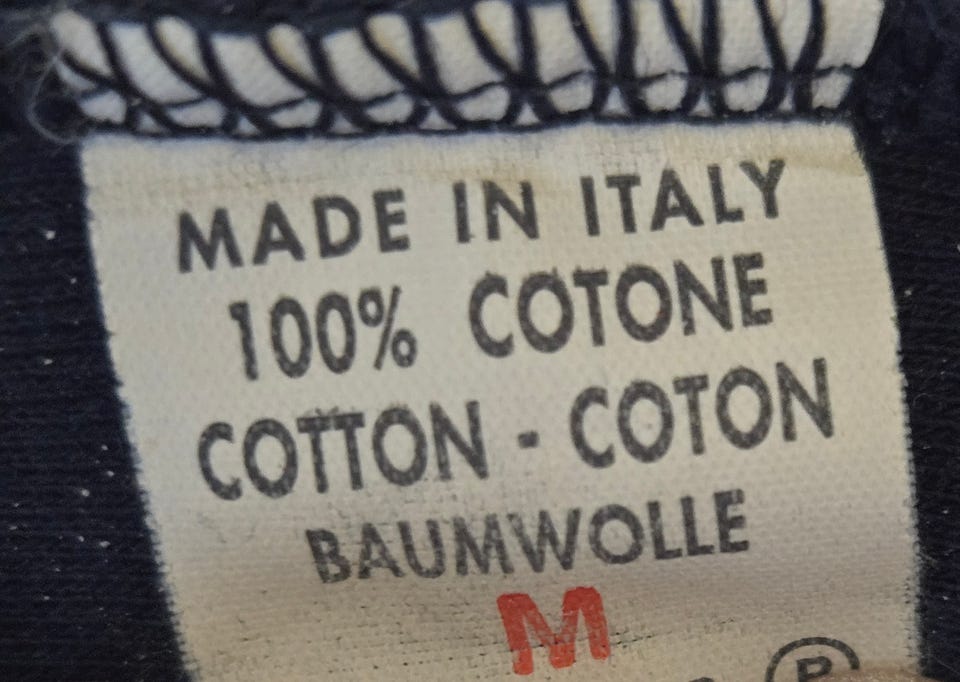 MADE IN ITALY
100% COTONE
COTTON - COTON
BAUMWOLLE
M
®